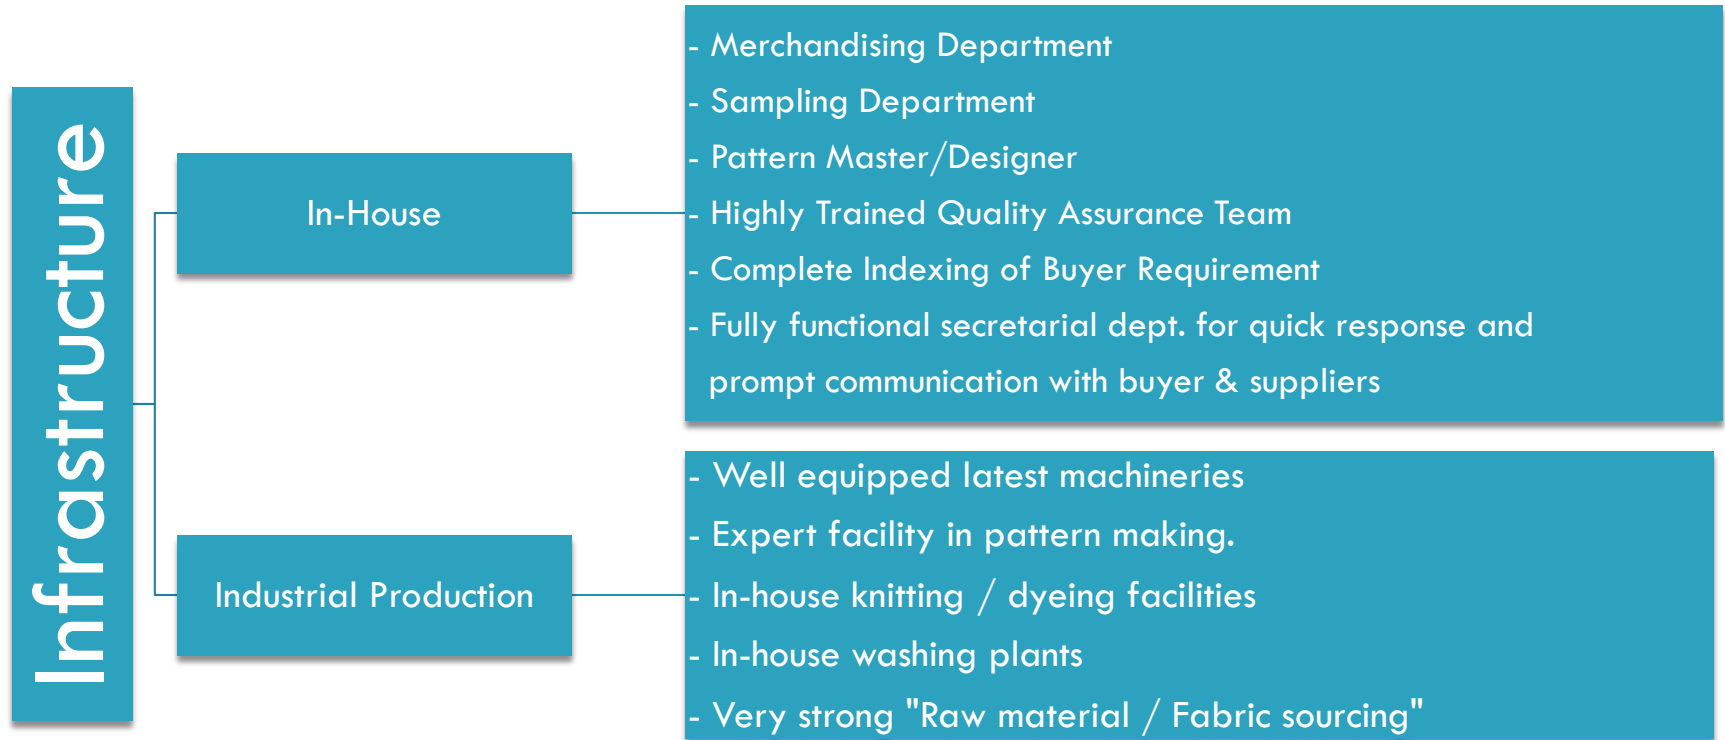 Infrastructure
In-House
- Merchandising Department
- Sampling Department
- Pattern Master/Designer
- Highly Trained Quality Assurance Team
- Complete Indexing of Buyer Requirement
- Fully functional secretarial dept. for quick response and
prompt communication with buyer & suppliers
Industrial Production
- Well equipped latest machineries
- Expert facility in pattern making.
- In-house knitting / dyeing facilities
- In-house washing plants
- Very strong "Raw material / Fabric sourcing"